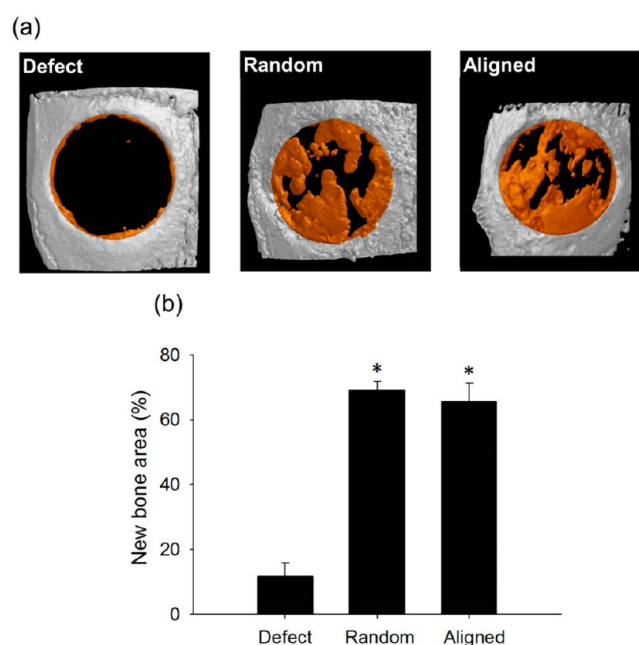 (a)
Defect
Random
Aligned
(b)
New bone area (%)
80
60
40
20
0
*
*
Defect Random Aligned